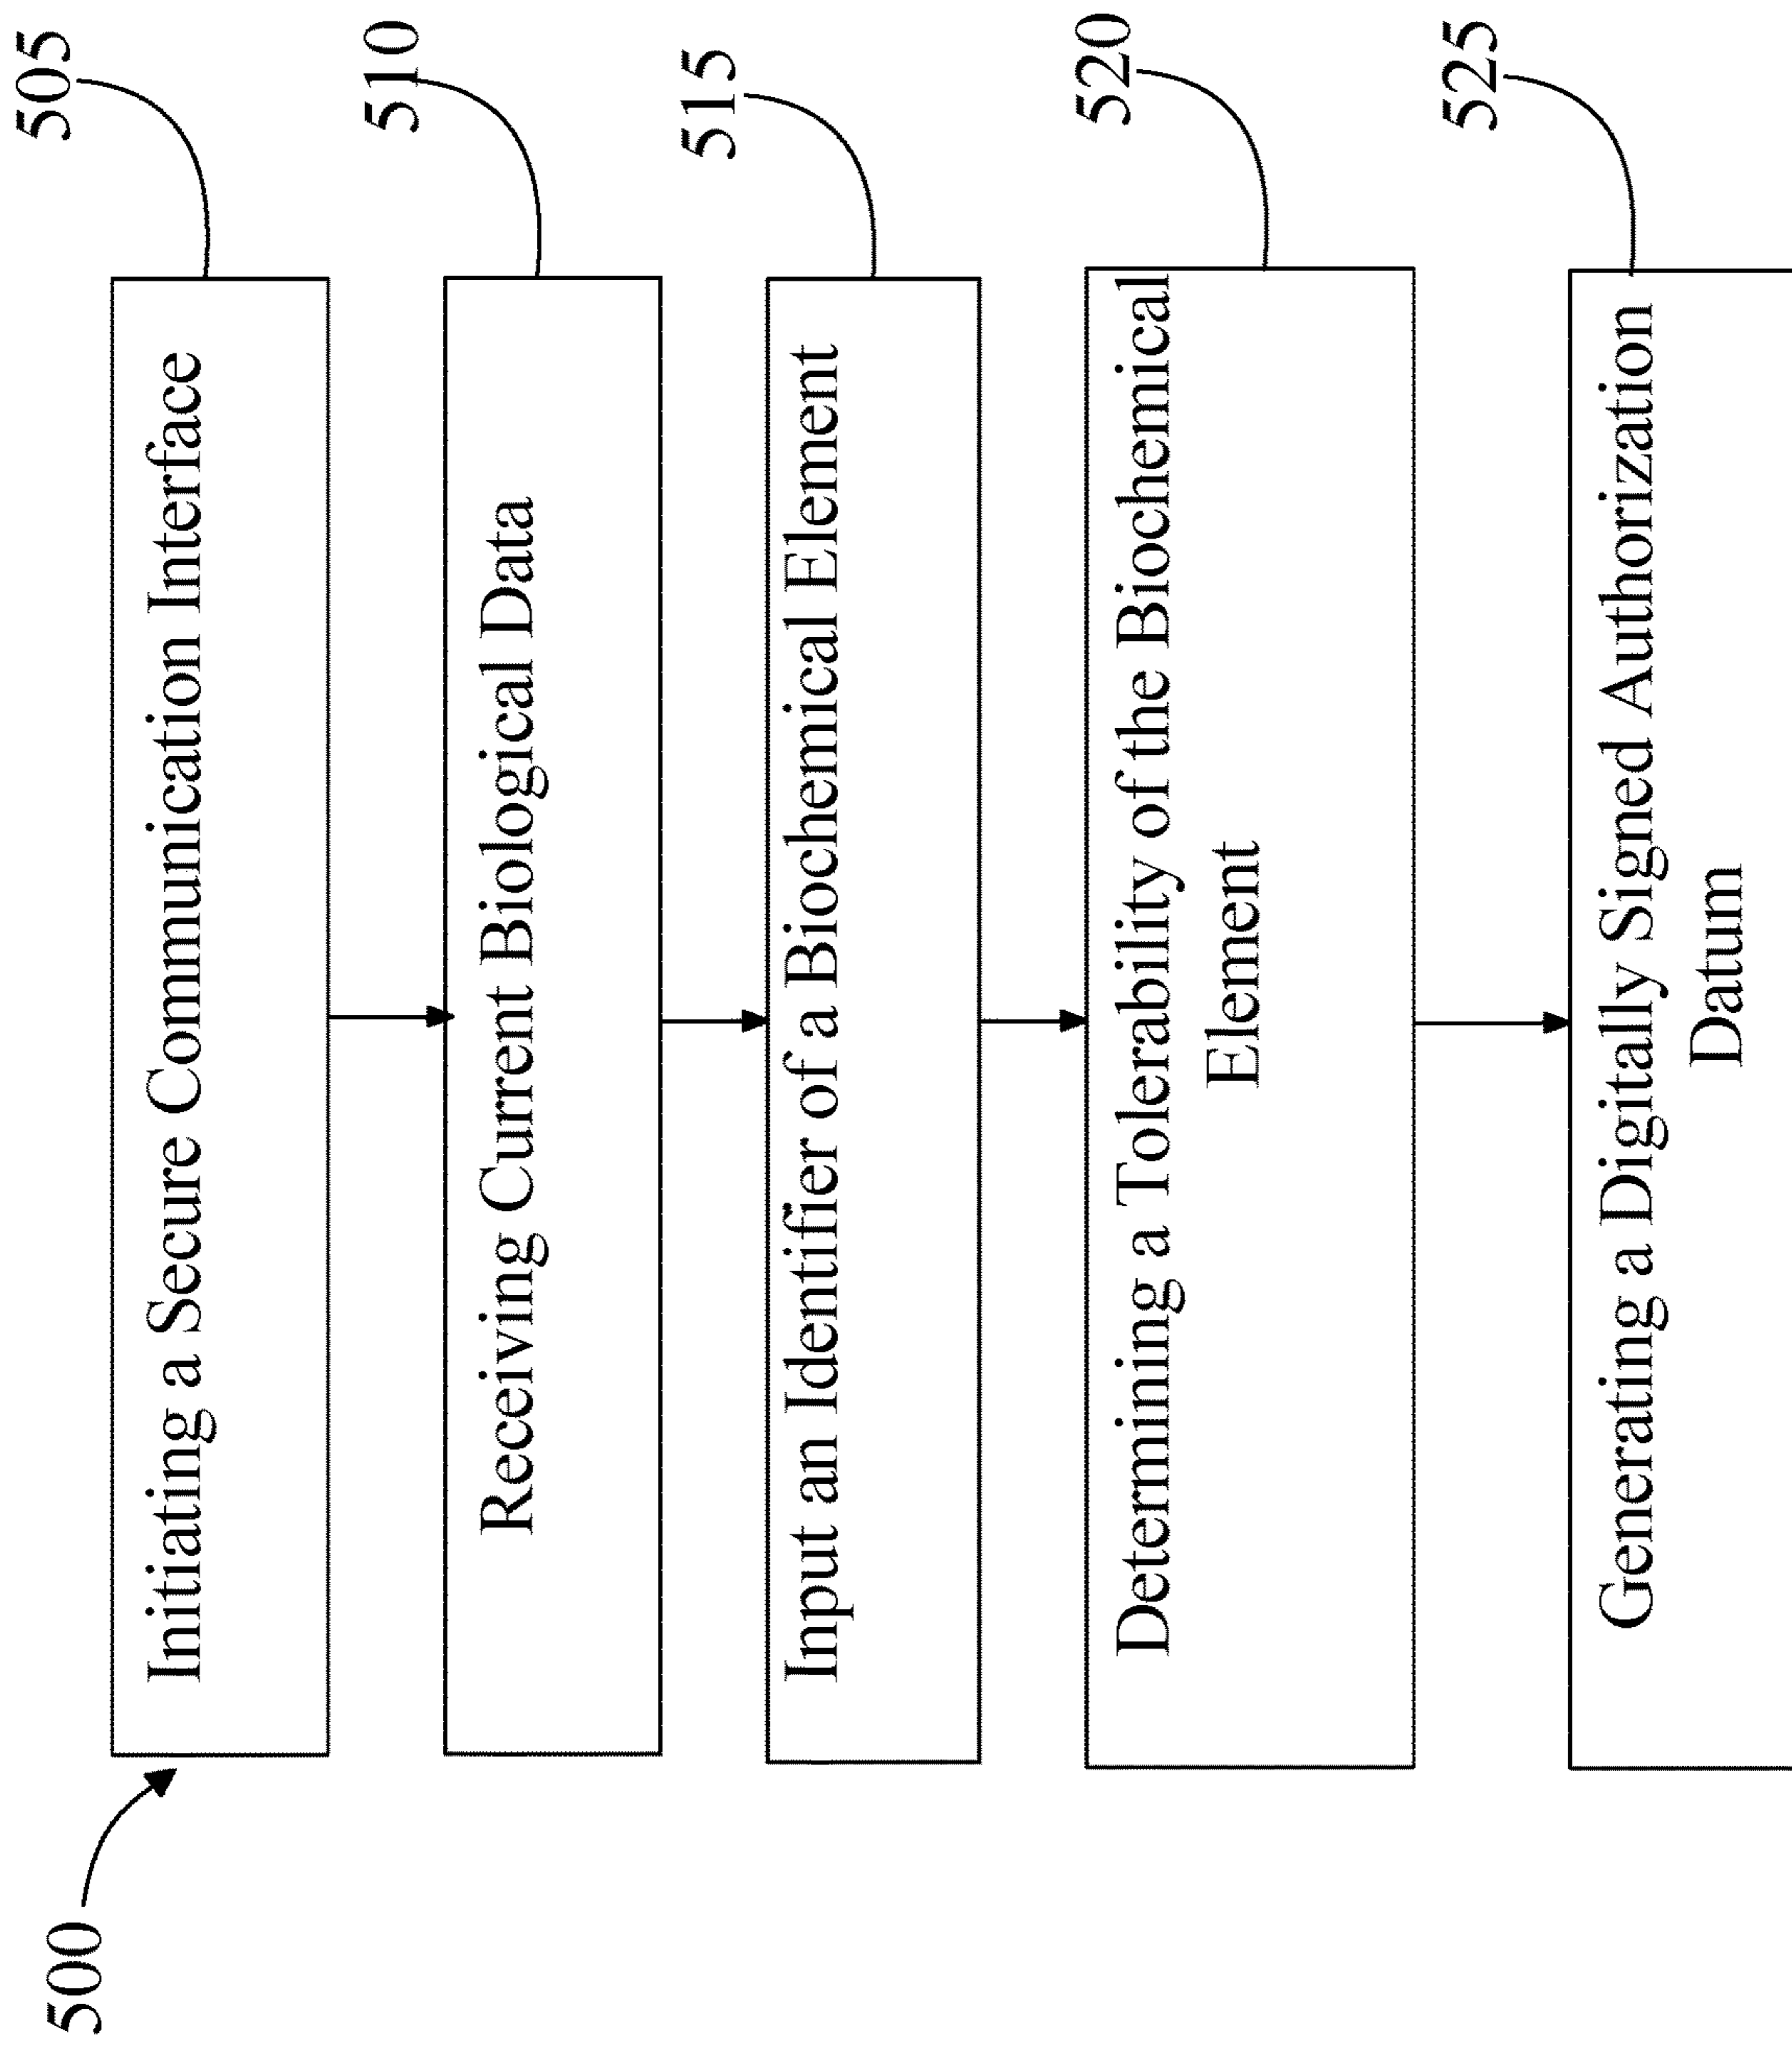 500
505
Initiating a Secure Communication Interface
510
Receiving Current Biological Data
515
Input an Identifier of a Biochemical Element
520
Determining a Tolerability of the Biochemical
Element
525
Generating a Digitally Signed Authorization
Datum